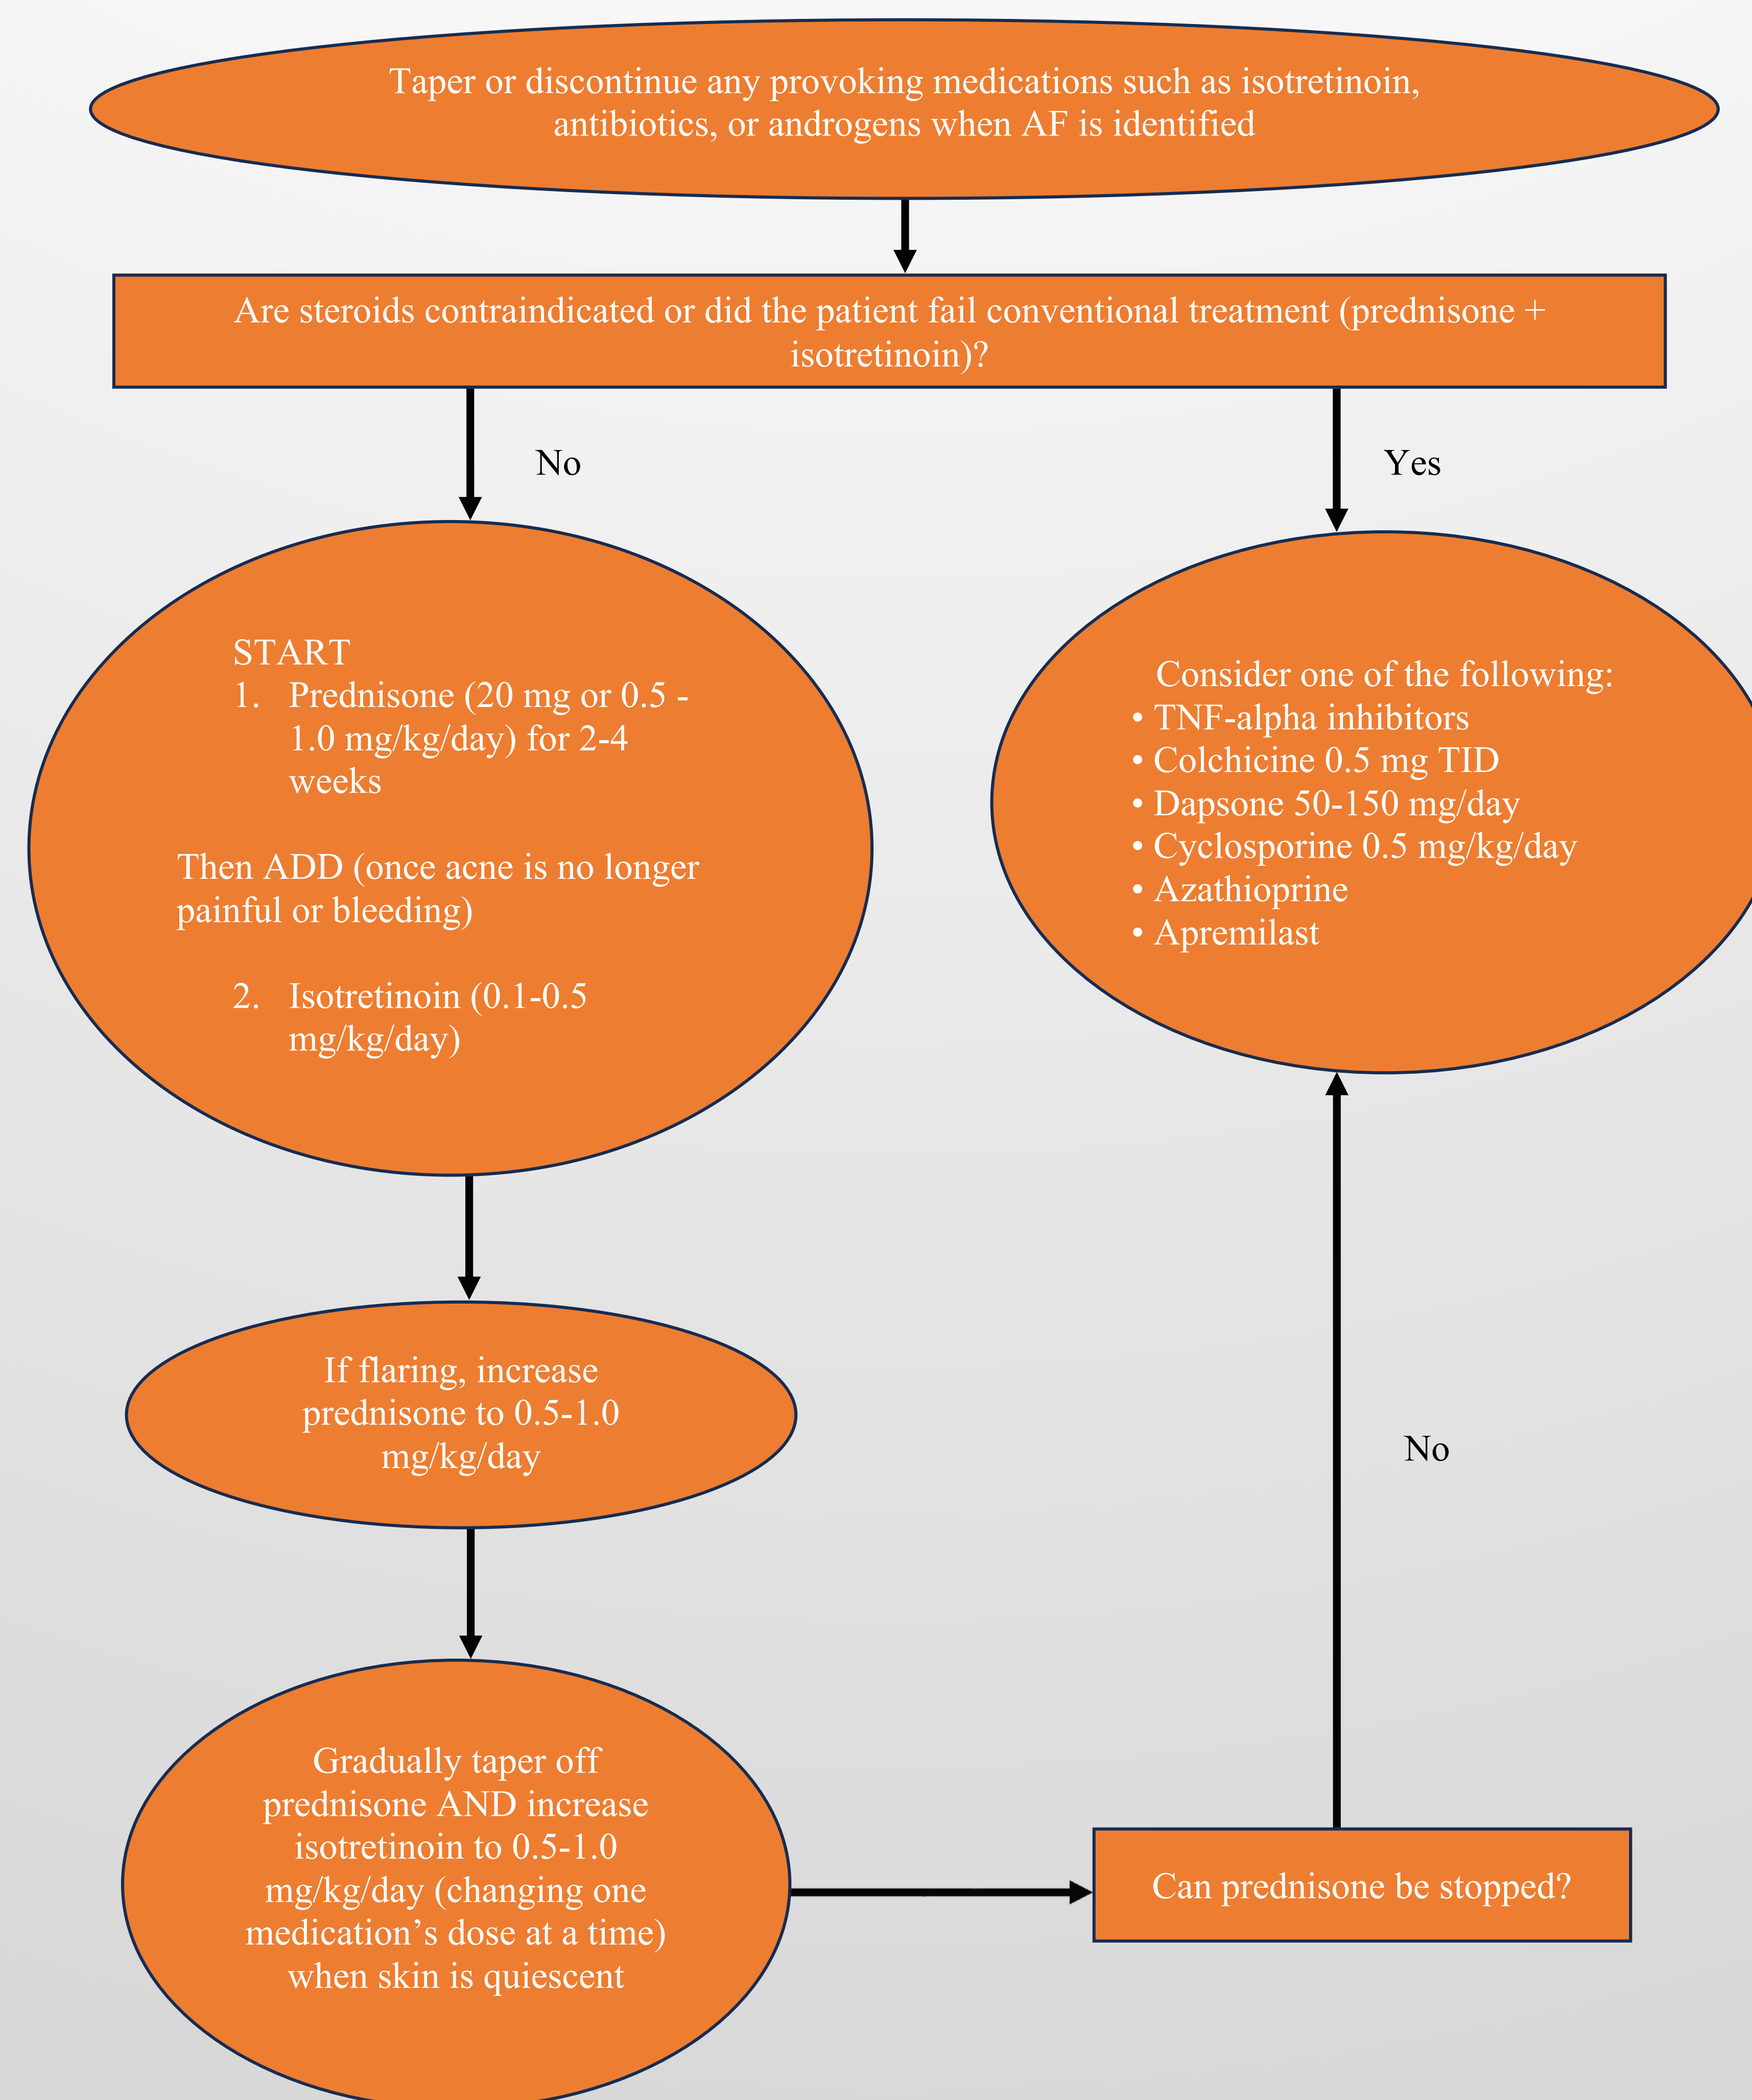 Taper or discontinue any provoking medications such as isotretinoin,
antibiotics, or androgens when AF is identified
Are steroids contraindicated or did the patient fail conventional treatment (prednisone +
isotretinoin)?
No
Yes
START
1. Prednisone (20 mg or 0.5 -
1.0 mg/kg/day) for 2-4
weeks
Then ADD (once acne is no longer
painful or bleeding)
2. Isotretinoin (0.1-0.5
mg/kg/day)
Consider one of the following:
• TNF-alpha inhibitors
• Colchicine 0.5 mg TID
• Dapsone 50-150 mg/day
• Cyclosporine 0.5 mg/kg/day
• Azathioprine
• Apremilast
If flaring, increase
prednisone to 0.5-1.0
mg/kg/day
No
Gradually taper off
prednisone AND increase
isotretinoin to 0.5-1.0
mg/kg/day (changing one
medication’s dose at a time)
when skin is quiescent
Can prednisone be stopped?